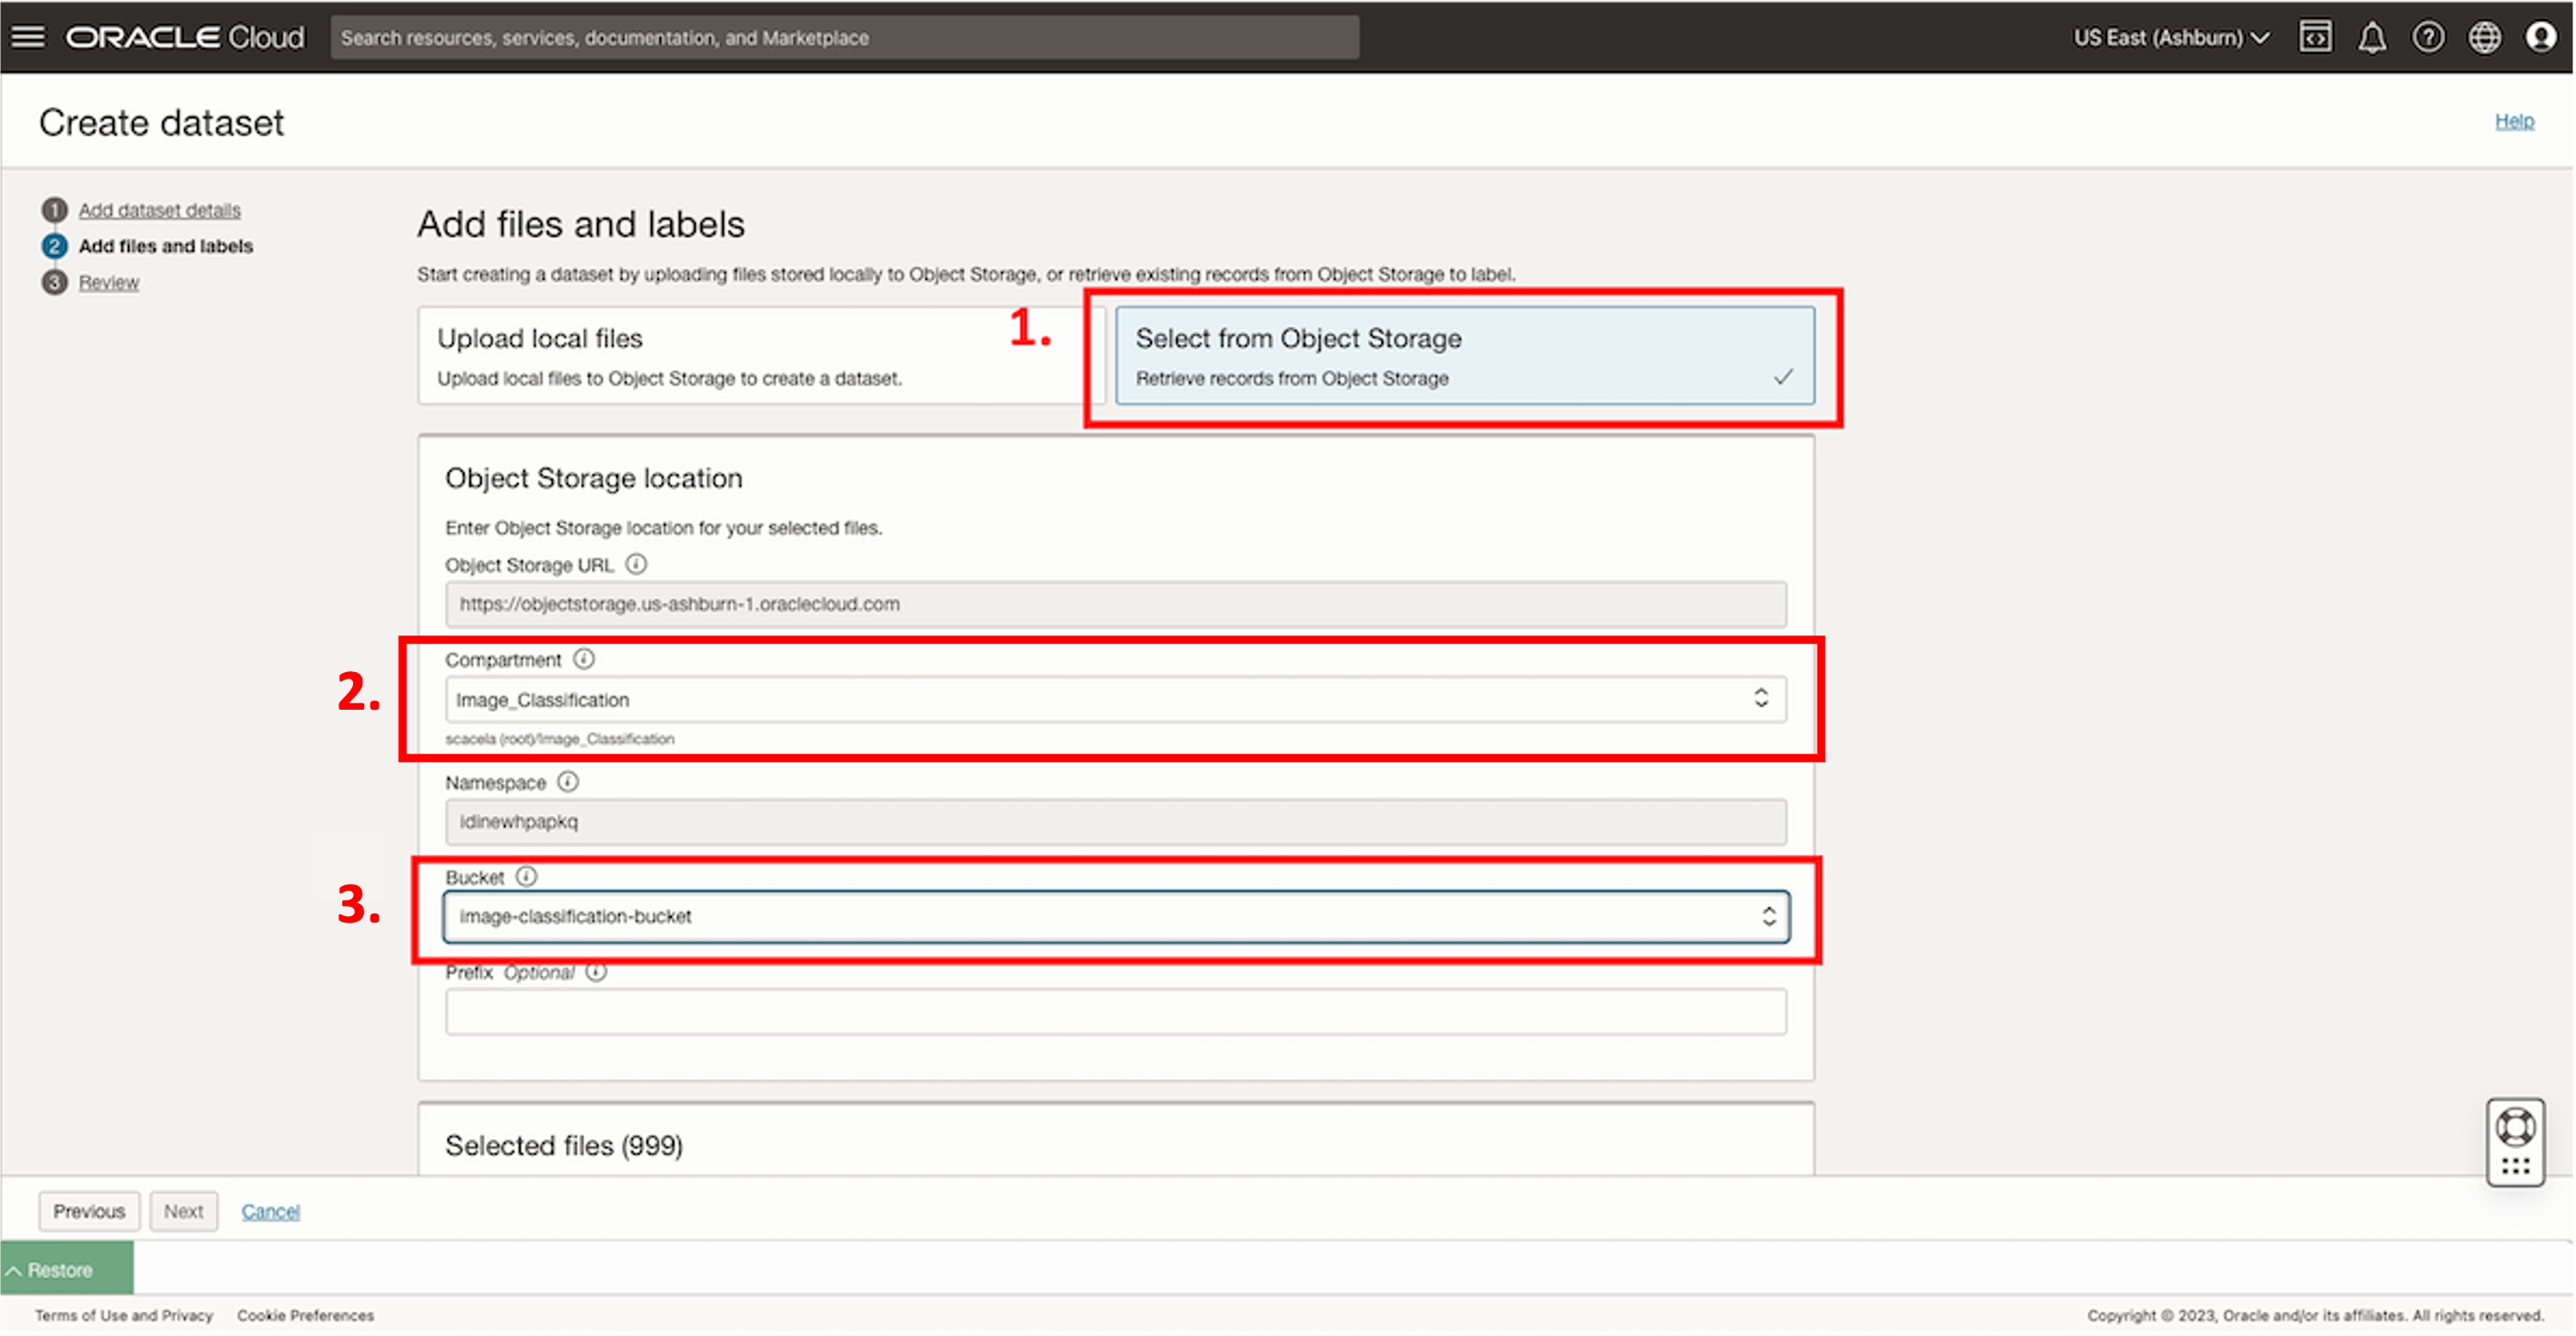 ORACLE Cloud
Search resources, services, documentation, and Marketplace
US East (Ashburn)
Create dataset
Help
1 Add dataset details
2 Add files and labels
3 Review
Add files and labels
Start creating a dataset by uploading files stored locally to Object Storage, or retrieve existing records from Object Storage to label.
Upload local files
Upload local files to Object Storage to create a dataset.
1.
Select from Object Storage
Retrieve records from Object Storage
Object Storage location
Enter Object Storage location for your selected files.
Object Storage URL
https://objectstorage.us-ashburn-1.oraclecloud.com
2.
Compartment
Image_Classification
scacela (root)/Image_Classification
Namespace
idinewhpapkq
3.
Bucket
image-classification-bucket
Prefix Optional
Selected files (999)
Previous
Next
Cancel
Restore
Terms of Use and Privacy
Cookie Preferences
Copyright © 2023, Oracle and/or its affiliates. All rights reserved.